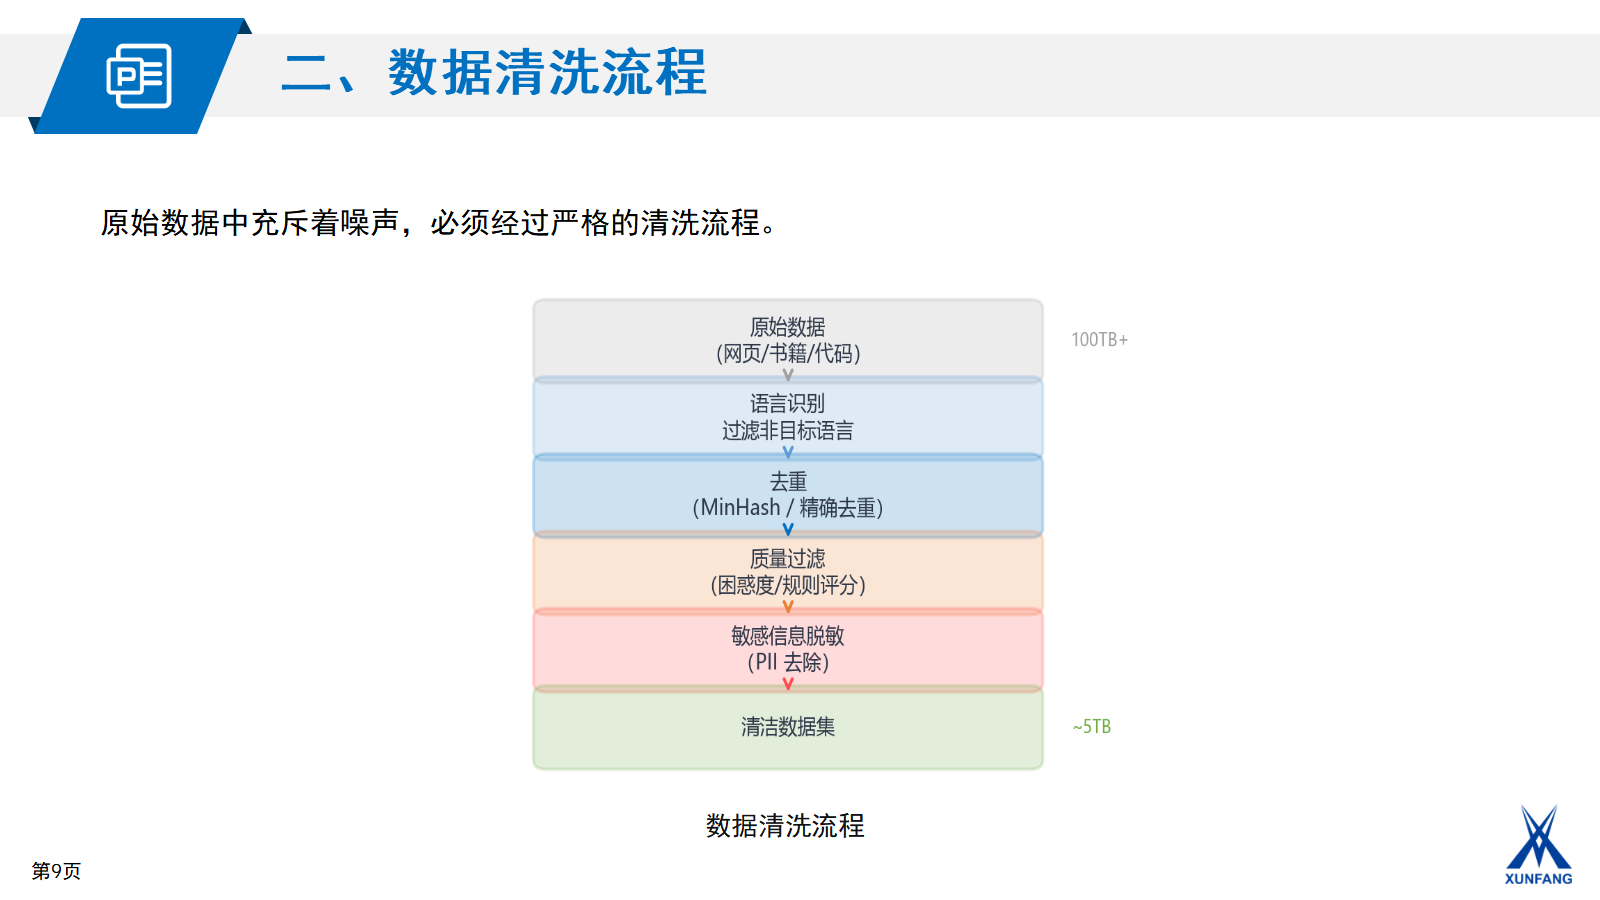 二、数据清洗流程
原始数据中充斥着噪声，必须经过严格的清洗流程。
原始数据
(网页/书籍/代码)
100TB+
语言识别
过滤非目标语言
去重
(MinHash / 精确去重)
质量过滤
(困惑度/规则评分)
敏感信息脱敏
(PII 去除)
清洁数据集
~5TB
数据清洗流程
第9页
XUNFANG